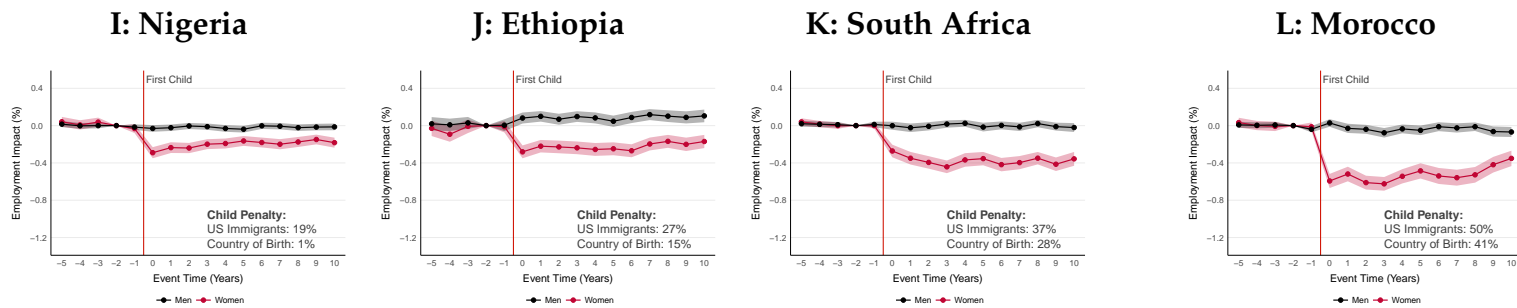 I: Nigeria
0.4
0.0
−0.4
−0.8
−1.2
Employment Impact (%)
First Child
Child Penalty:
US Immigrants: 19%
Country of Birth: 1%
−5 −4 −3 −2 −1 0 1 2 3 4 5 6 7 8 9 10
Event Time (Years)
Men Women
J: Ethiopia
0.4
0.0
−0.4
−0.8
−1.2
Employment Impact (%)
First Child
Child Penalty:
US Immigrants: 27%
Country of Birth: 15%
−5 −4 −3 −2 −1 0 1 2 3 4 5 6 7 8 9 10
Event Time (Years)
Men Women
K: South Africa
0.4
0.0
−0.4
−0.8
−1.2
Employment Impact (%)
First Child
Child Penalty:
US Immigrants: 37%
Country of Birth: 28%
−5 −4 −3 −2 −1 0 1 2 3 4 5 6 7 8 9 10
Event Time (Years)
Men Women
L: Morocco
0.4
0.0
−0.4
−0.8
−1.2
Employment Impact (%)
First Child
Child Penalty:
US Immigrants: 50%
Country of Birth: 41%
−5 −4 −3 −2 −1 0 1 2 3 4 5 6 7 8 9 10
Event Time (Years)
Men Women